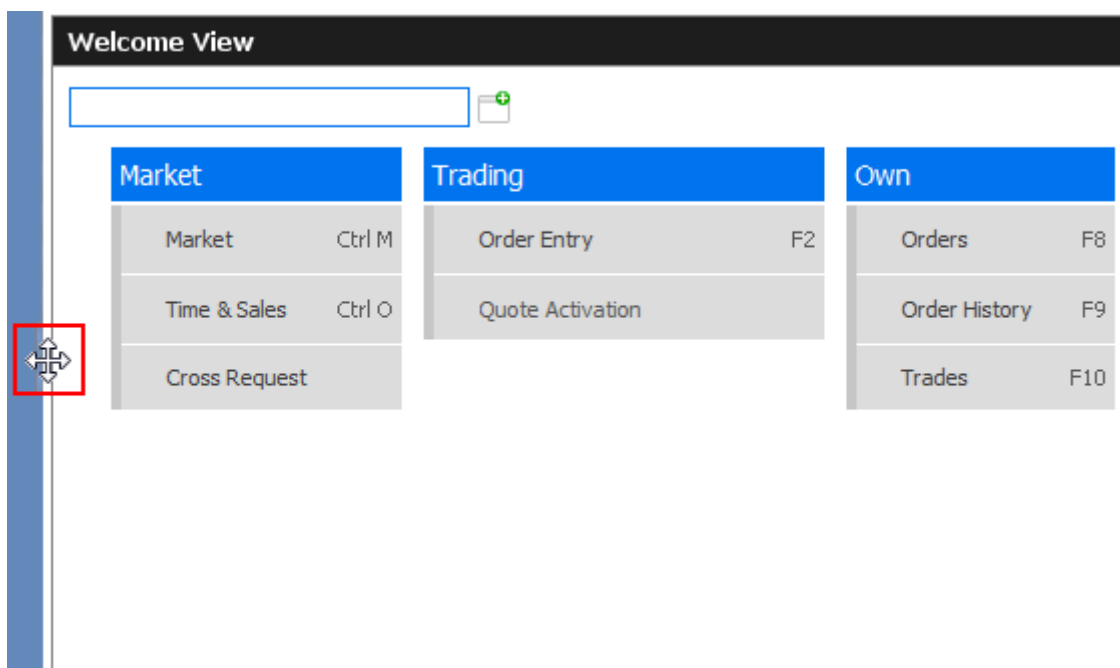 Welcome View
Market Trading Own
Market Ctrl M Order Entry F2 Orders F8
Time & Sales Ctrl O Quote Activation Order History F9
Cross Request Trades F10